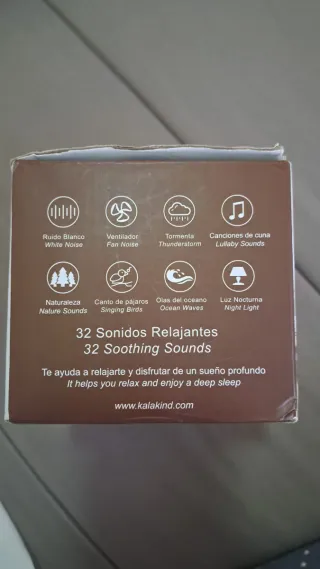 Ruido Blanco
White Noise
Ventilador
Fan Noise
Tormenta
Thunderstorm
Canciones de cuna
Lullaby Sounds
Naturaleza
Nature Sounds
Canto de pájaros
Singing Birds
Olas del oceano
Ocean Waves
Luz Nocturna
Night Light
32 Sonidos Relajantes
32 Soothing Sounds
Te ayuda a relajarte y disfrutar de un sueño profundo
It helps you relax and enjoy a deep sleep
www.kalakind.com